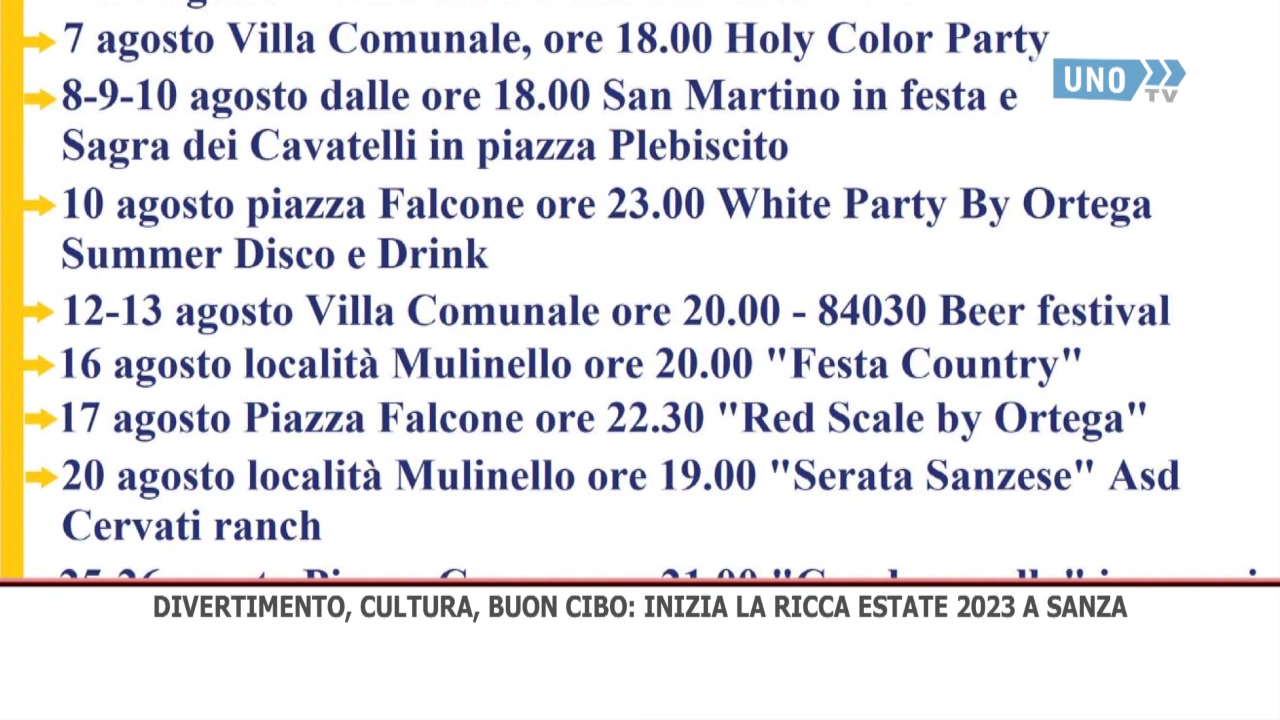 7 agosto Villa Comunale, ore 18.00 Holy Color Party
UNO
TV
8-9-10 agosto dalle ore 18.00 San Martino in festa e
Sagra dei Cavatelli in piazza Plebiscito
10 agosto piazza Falcone ore 23.00 White Party By Ortega
Summer Disco e Drink
12-13 agosto Villa Comunale ore 20.00 - 84030 Beer festival
16 agosto località Mulinello ore 20.00 "Festa Country"
17 agosto Piazza Falcone ore 22.30 "Red Scale by Ortega"
20 agosto località Mulinello ore 19.00 "Serata Sanzese" Asd
Cervati ranch
DIVERTIMENTO, CULTURA, BUON CIBO: INIZIA LA RICCA ESTATE 2023 A SANZA